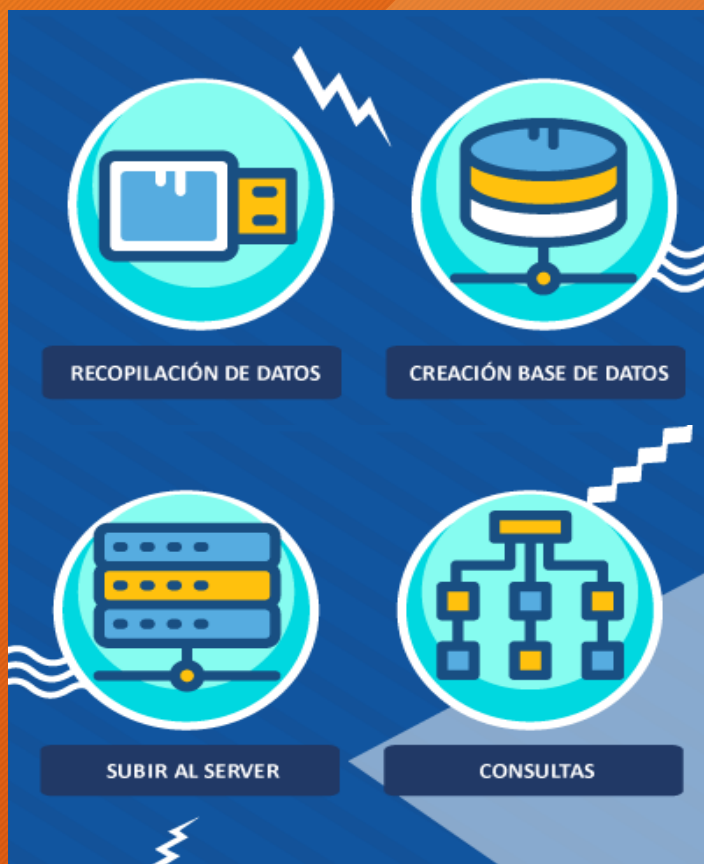 RECOPILACIÓN DE DATOS
CREACIÓN BASE DE DATOS
SUBIR AL SERVER
CONSULTAS